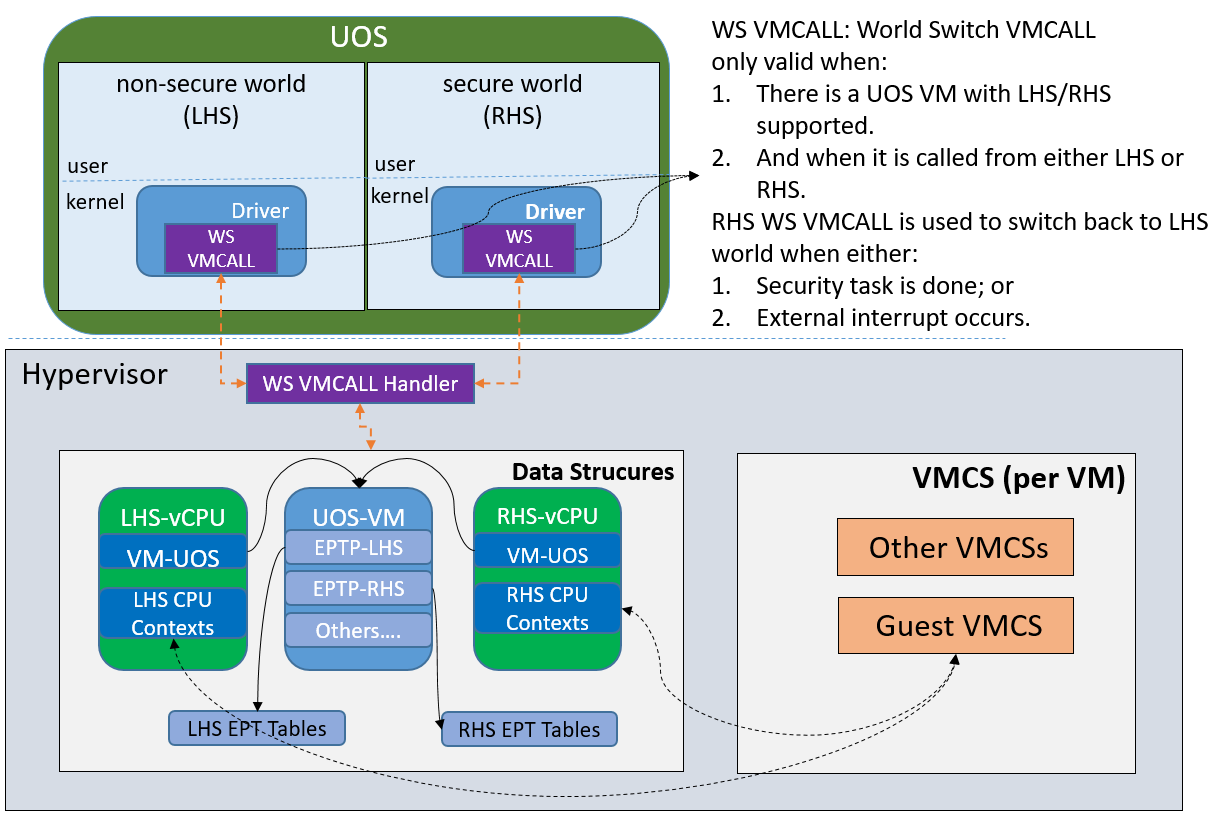 UOS
non-secure world
(LHS)
secure world
(RHS)
user
kernel
user
kernel
Driver
WS
VMCALL
Driver
WS
VMCALL
WS VMCALL: World Switch VMCALL
only valid when:
1. There is a UOS VM with LHS/RHS
supported.
2. And when it is called from either LHS or
RHS.
RHS WS VMCALL is used to switch back to LHS
world when either:
1. Security task is done; or
2. External interrupt occurs.
Hypervisor
WS VMCALL Handler
Data Strucures
LHS-vCPU
VM-UOS
LHS CPU
Contexts
UOS-VM
EPTP-LHS
EPTP-RHS
Others....
RHS-vCPU
VM-UOS
RHS CPU
Contexts
LHS EPT Tables
RHS EPT Tables
VMCS (per VM)
Other VMCSs
Guest VMCS